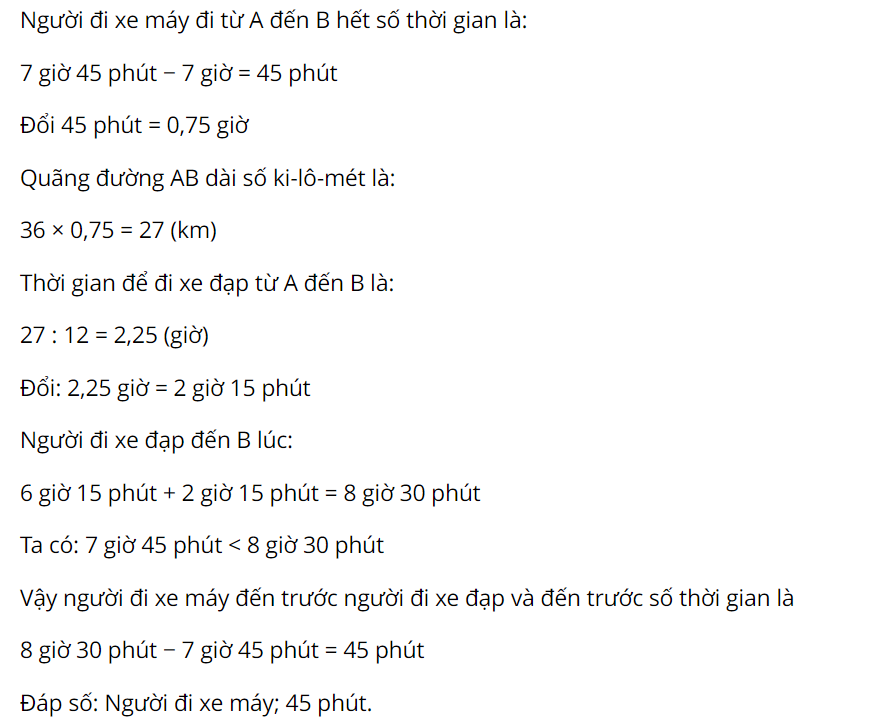 Người đi xe máy đi từ A đến B hết số thời gian là:
7 giờ 45 phút − 7 giờ = 45 phút
Đổi 45 phút = 0,75 giờ
Quãng đường AB dài số ki-lô-mét là:
36 × 0,75 = 27 (km)
Thời gian để đi xe đạp từ A đến B là:
27 : 12 = 2,25 (giờ)
Đổi: 2,25 giờ = 2 giờ 15 phút
Người đi xe đạp đến B lúc:
6 giờ 15 phút + 2 giờ 15 phút = 8 giờ 30 phút
Ta có: 7 giờ 45 phút < 8 giờ 30 phút
Vậy người đi xe máy đến trước người đi xe đạp và đến trước số thời gian là
8 giờ 30 phút − 7 giờ 45 phút = 45 phút
Đáp số: Người đi xe máy; 45 phút.